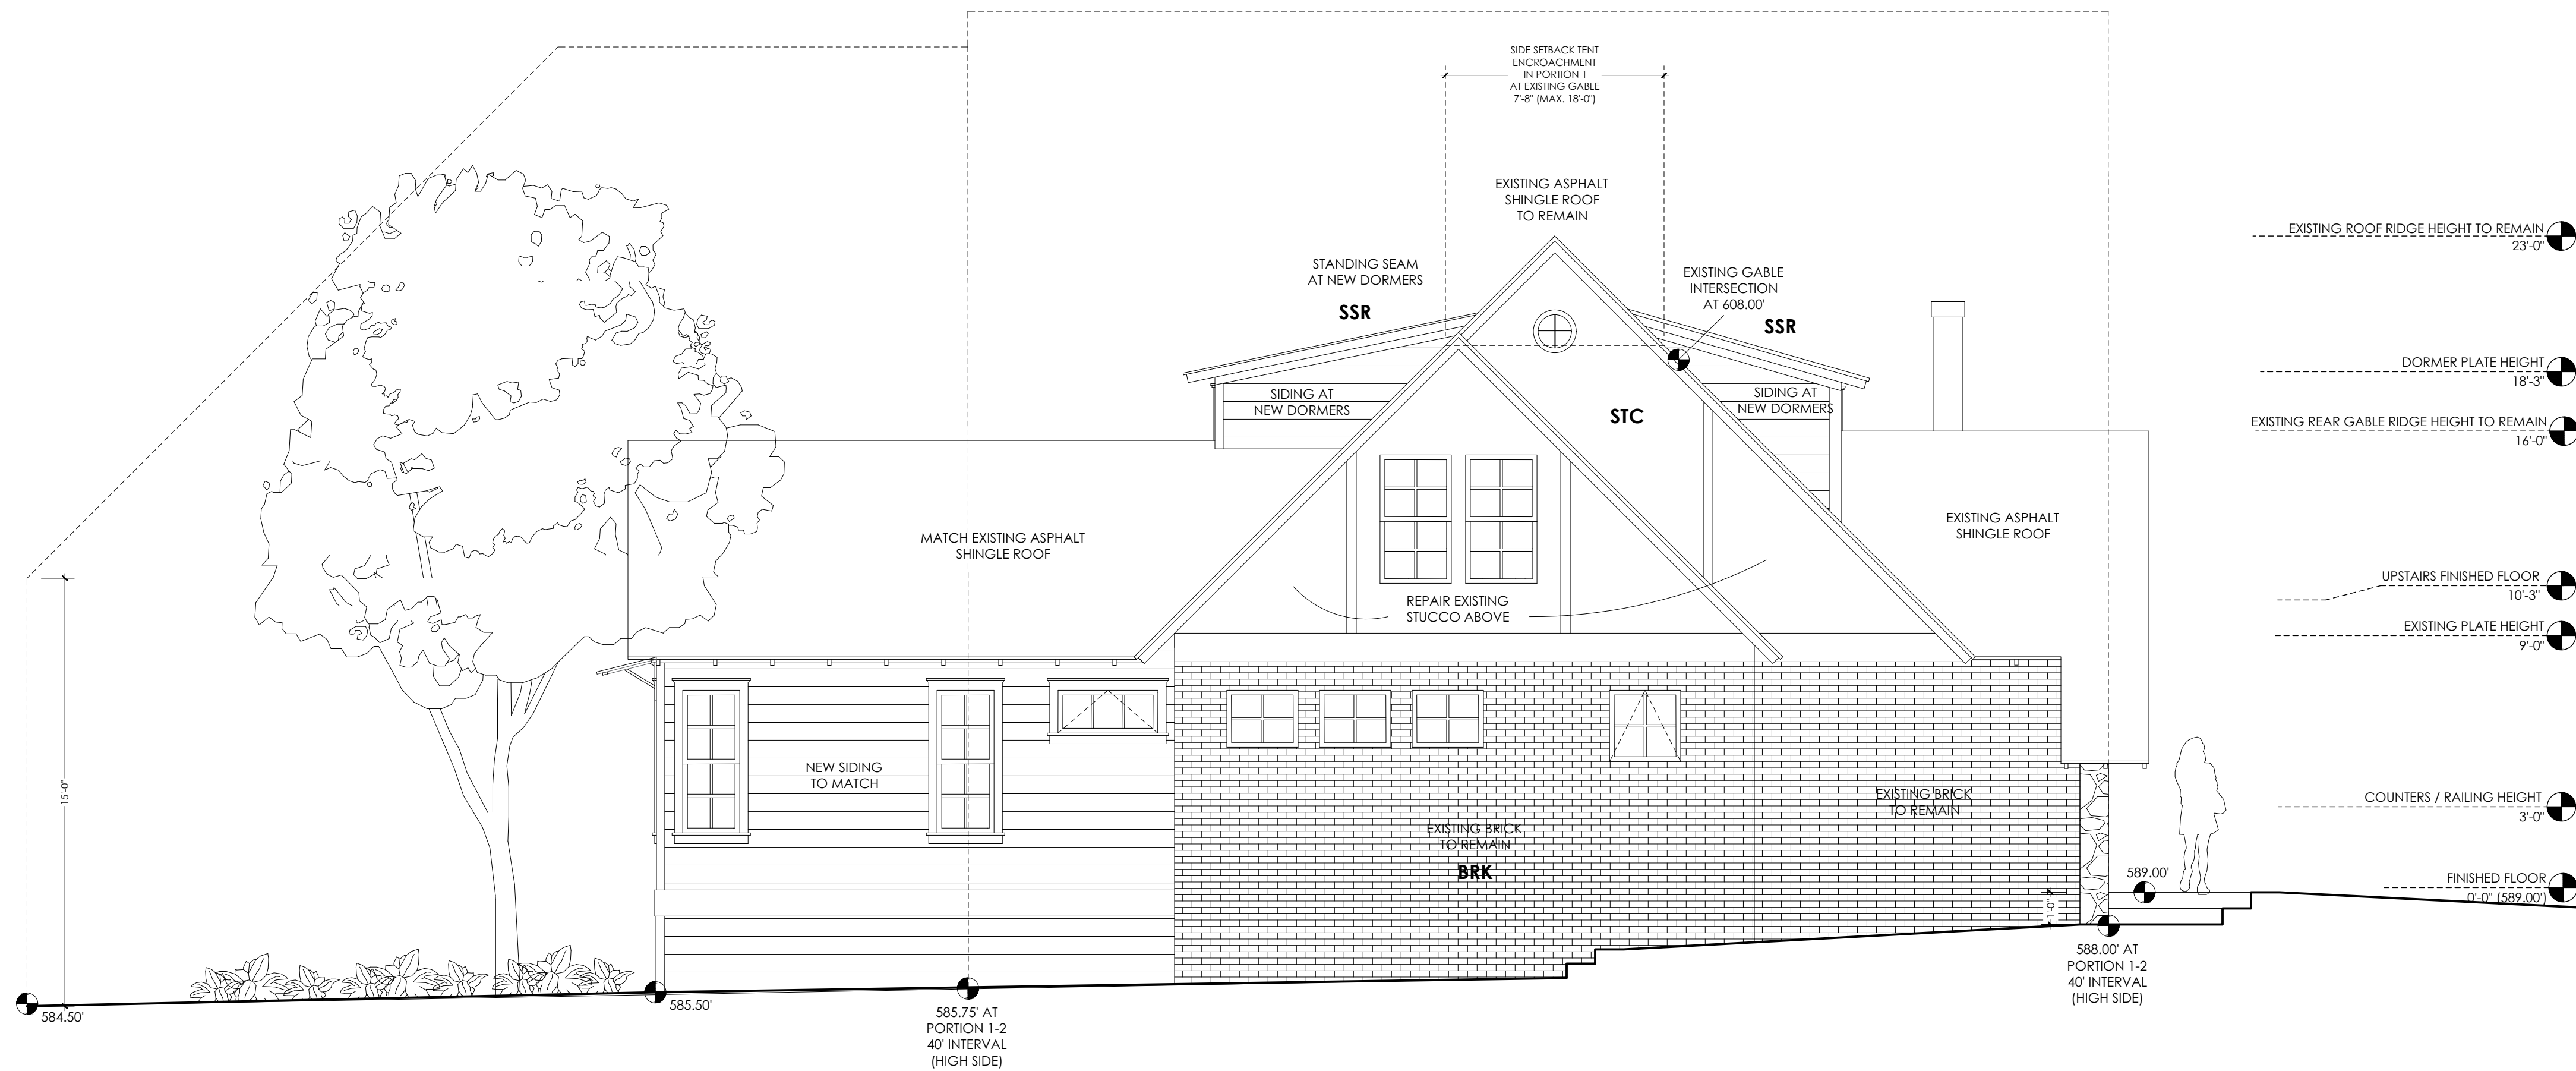 SIDE SETBACK TENT
ENCROACHMENT
IN PORTION 1
AT EXISTING GABLE
7'-8" (MAX. 18'-0")
EXISTING ASPHALT
SHINGLE ROOF
TO REMAIN
STANDING SEAM
AT NEW DORMERS
SSR
EXISTING GABLE
INTERSECTION
AT 608.00'
SSR
EXISTING ROOF RIDGE HEIGHT TO REMAIN
23'-0"
DORMER PLATE HEIGHT
18'-3"
SIDING AT
NEW DORMERS
STC
SIDING AT
NEW DORMERS
EXISTING REAR GABLE RIDGE HEIGHT TO REMAIN
16'-0"
MATCH EXISTING ASPHALT
SHINGLE ROOF
EXISTING ASPHALT
SHINGLE ROOF
UPSTAIRS FINISHED FLOOR
10'-3"
REPAIR EXISTING
STUCCO ABOVE
EXISTING PLATE HEIGHT
9'-0"
15'-0"
NEW SIDING
TO MATCH
EXISTING BRICK
TO REMAIN
BRK
EXISTING BRICK
TO REMAIN
COUNTERS / RAILING HEIGHT
3'-0"
589.00'
1'-0"
FINISHED FLOOR
0'-0" (589.00')
584.50'
585.50'
585.75' AT
PORTION 1-2
40' INTERVAL
(HIGH SIDE)
588.00' AT
PORTION 1-2
40' INTERVAL
(HIGH SIDE)